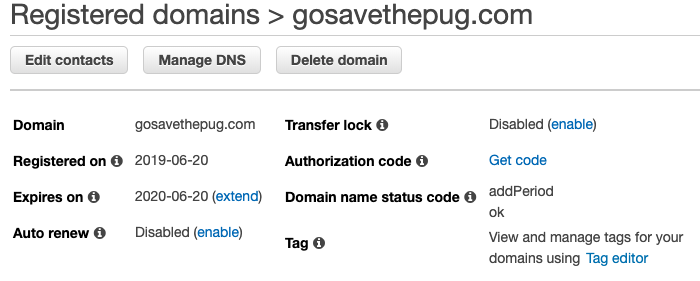 Registered domains > gosavethepug.com
Edit contacts Manage DNS Delete domain
Domain gosavethepug.com Transfer lock Disabled (enable)
Registered on 2019-06-20 Authorization code Get code
Expires on 2020-06-20 (extend) Domain name status code addPeriod
ok
Auto renew Disabled (enable) Tag View and manage tags for your
domains using Tag editor